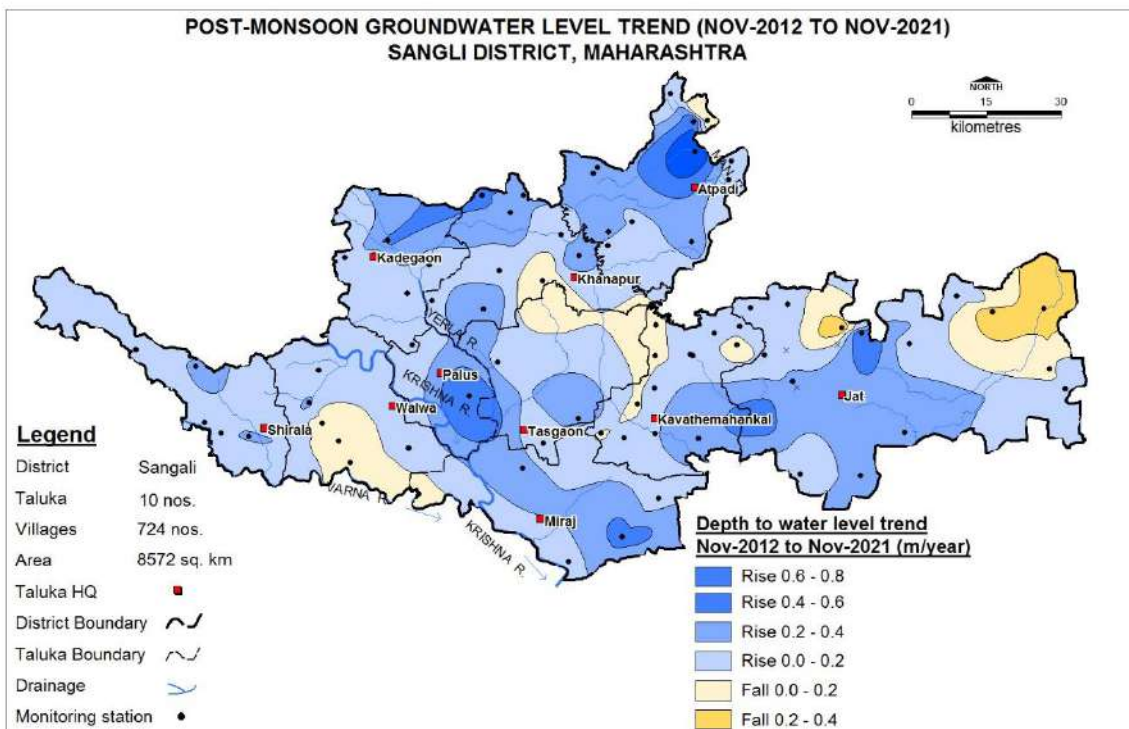 POST-MONSOON GROUNDWATER LEVEL TREND (NOV-2012 TO NOV-2021)
SANGLI DISTRICT, MAHARASHTRA
NORTH
0 15 30
kilometres
MAN R.
Atpadi
Kadegaon
Khanapur
YERLA R.
Palus
KRISHNA R.
Walwa
Jat
Shirala
Tasgaon
Kavathemahankal
VARNA R.
Miraj
KRISHNA R.
Legend
District Sangali
Taluka 10 nos.
Villages 724 nos.
Area 8572 sq. km
Taluka HQ
District Boundary
Taluka Boundary
Drainage
Monitoring station
Depth to water level trend
Nov-2012 to Nov-2021 (m/year)
Rise 0.6 - 0.8
Rise 0.4 - 0.6
Rise 0.2 - 0.4
Rise 0.0 - 0.2
Fall 0.0 - 0.2
Fall 0.2 - 0.4